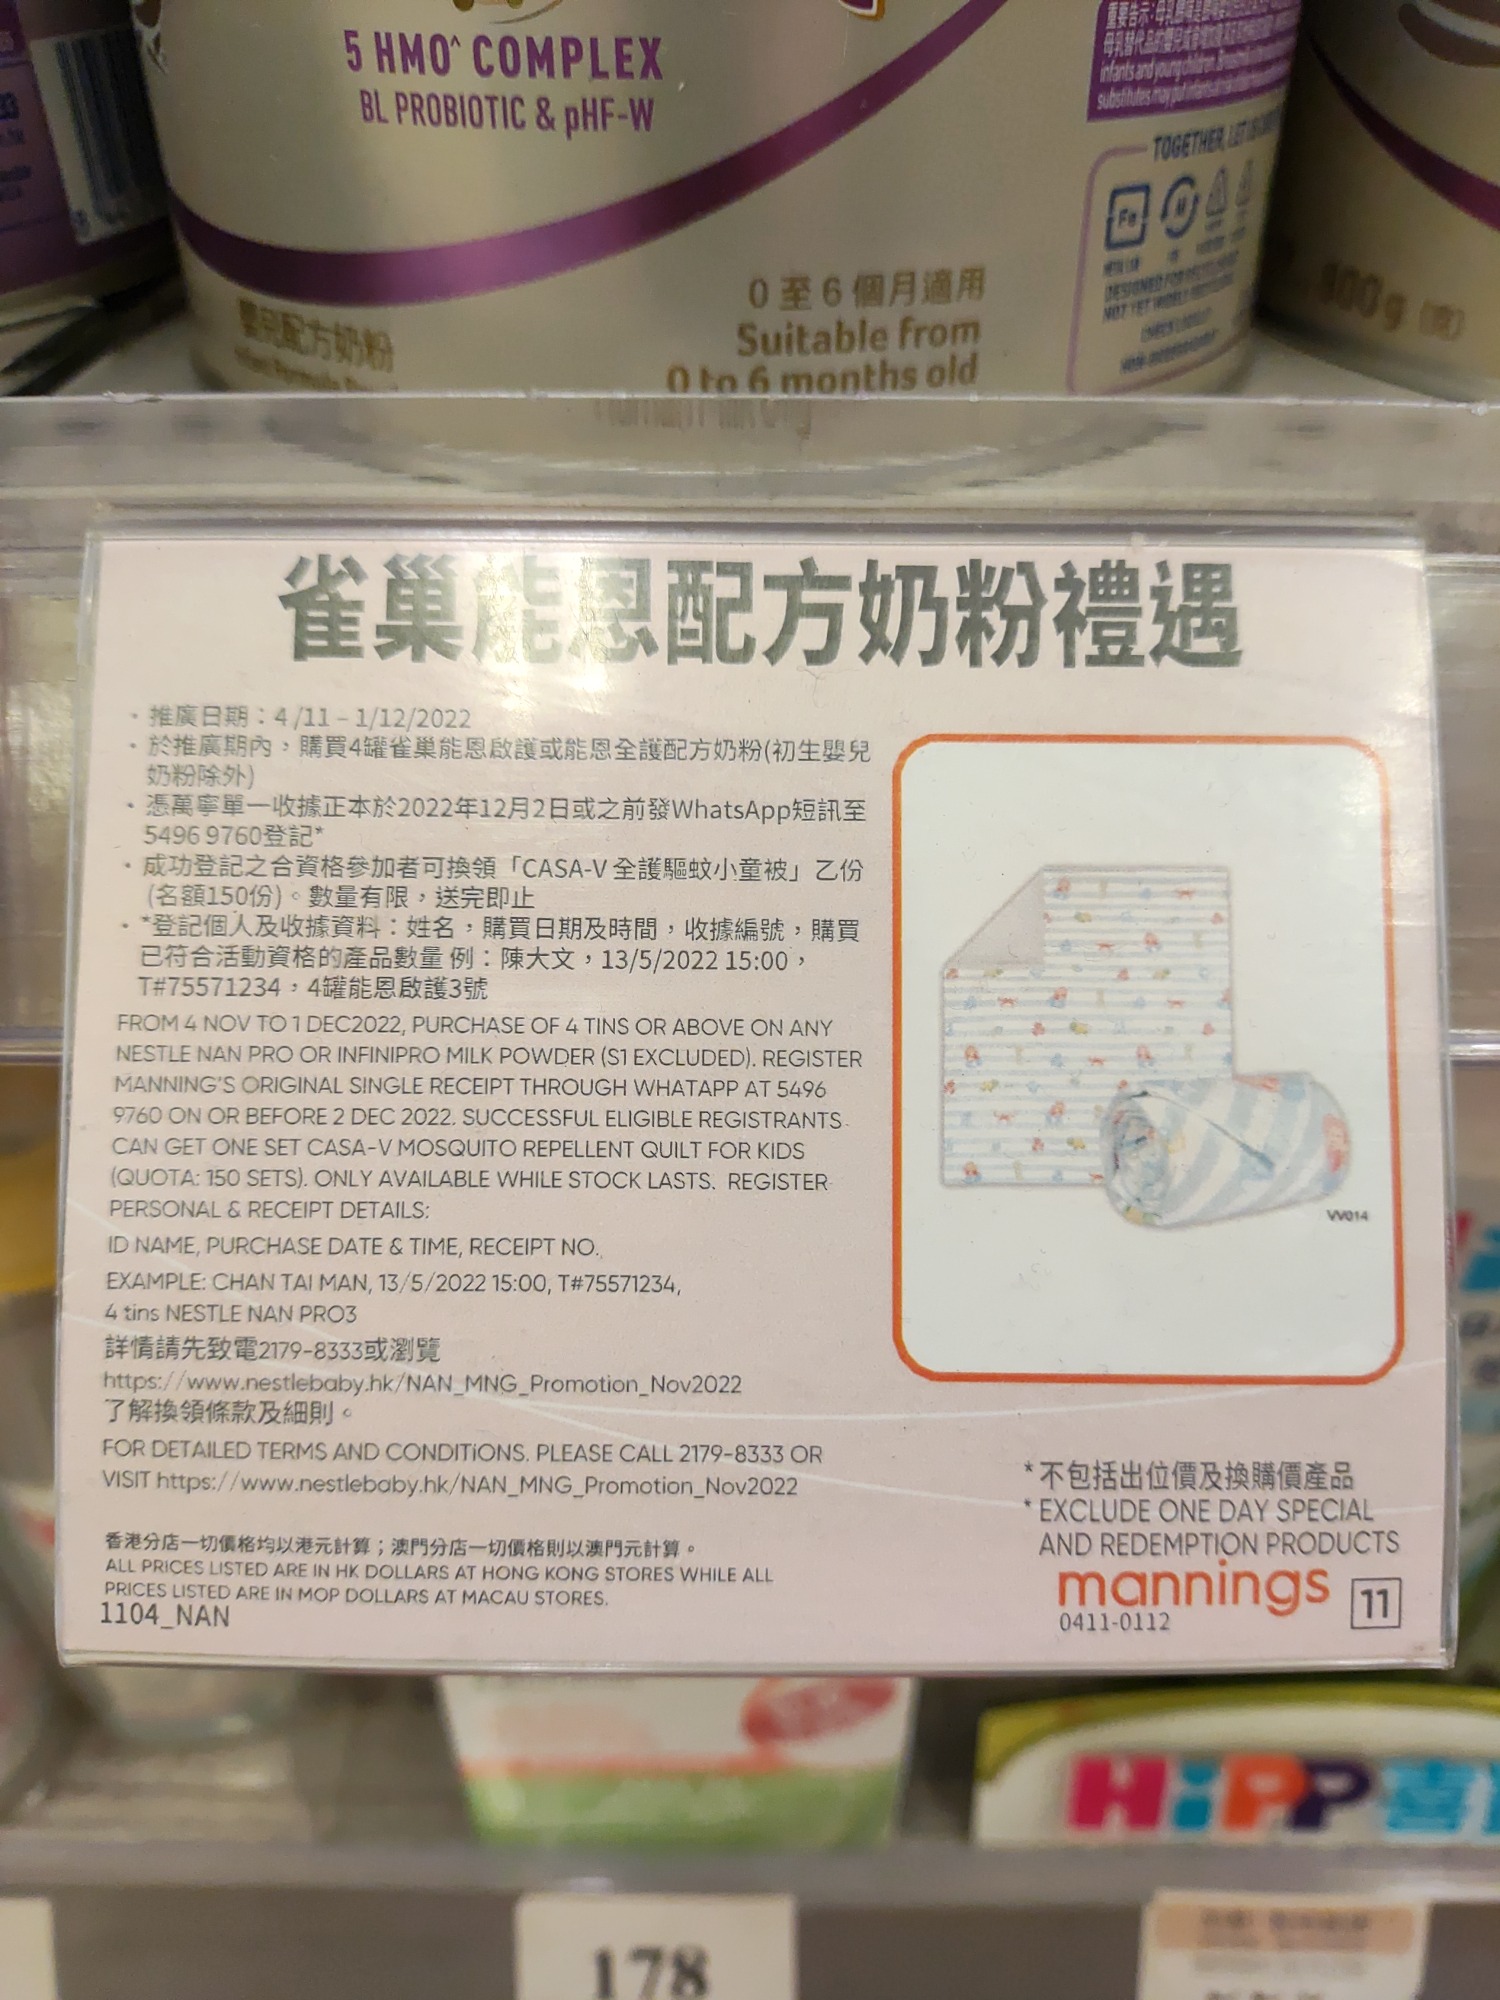 5 HMO^ COMPLEX
BL PROBIOTIC & pHF-W
0至6個月適用
Suitable from
0 to 6 months old
嬰兒配方奶粉
infants and young children.
substitutes may put infants
TOGETHER, LET
Fe
雀巢能恩配方奶粉禮遇
・推廣日期：4/11 – 1/12/2022
・於推廣期內，購買4罐雀巢能恩啟護或能恩全護配方奶粉(初生嬰兒
奶粉除外)
・憑萬寧單一收據正本於2022年12月2日或之前發WhatsApp短訊至
5496 9760登記*
・成功登記之合資格參加者可換領「CASA-V 全護驅蚊小童被」乙份
(名額150份)。數量有限，送完即止
・*登記個人及收據資料：姓名，購買日期及時間，收據編號，購買
已符合活動資格的產品數量 例：陳大文，13/5/2022 15:00，
T#75571234，4罐能恩啟護3號
FROM 4 NOV TO 1 DEC2022, PURCHASE OF 4 TINS OR ABOVE ON ANY
NESTLE NAN PRO OR INFINIPRO MILK POWDER (S1 EXCLUDED). REGISTER
MANNING'S ORIGINAL SINGLE RECEIPT THROUGH WHATAPP AT 5496
9760 ON OR BEFORE 2 DEC 2022. SUCCESSFUL ELIGIBLE REGISTRANTS
CAN GET ONE SET CASA-V MOSQUITO REPELLENT QUILT FOR KIDS
(QUOTA: 150 SETS). ONLY AVAILABLE WHILE STOCK LASTS. REGISTER
PERSONAL & RECEIPT DETAILS:
ID NAME, PURCHASE DATE & TIME, RECEIPT NO.
EXAMPLE: CHAN TAI MAN, 13/5/2022 15:00, T#75571234,
4 tins NESTLE NAN PRO3
詳情請先致電2179-8333或瀏覽
https://www.nestlebaby.hk/NAN_MNG_Promotion_Nov2022
了解換領條款及細則。
FOR DETAILED TERMS AND CONDITIONS. PLEASE CALL 2179-8333 OR
VISIT https://www.nestlebaby.hk/NAN_MNG_Promotion_Nov2022
香港分店一切價格均以港元計算；澳門分店一切價格則以澳門元計算。
ALL PRICES LISTED ARE IN HK DOLLARS AT HONG KONG STORES WHILE ALL
PRICES LISTED ARE IN MOP DOLLARS AT MACAU STORES.
1104_NAN
VV014
*不包括出位價及換購價產品
*EXCLUDE ONE DAY SPECIAL
AND REDEMPTION PRODUCTS
mannings
0411-0112
11
HiPP
178